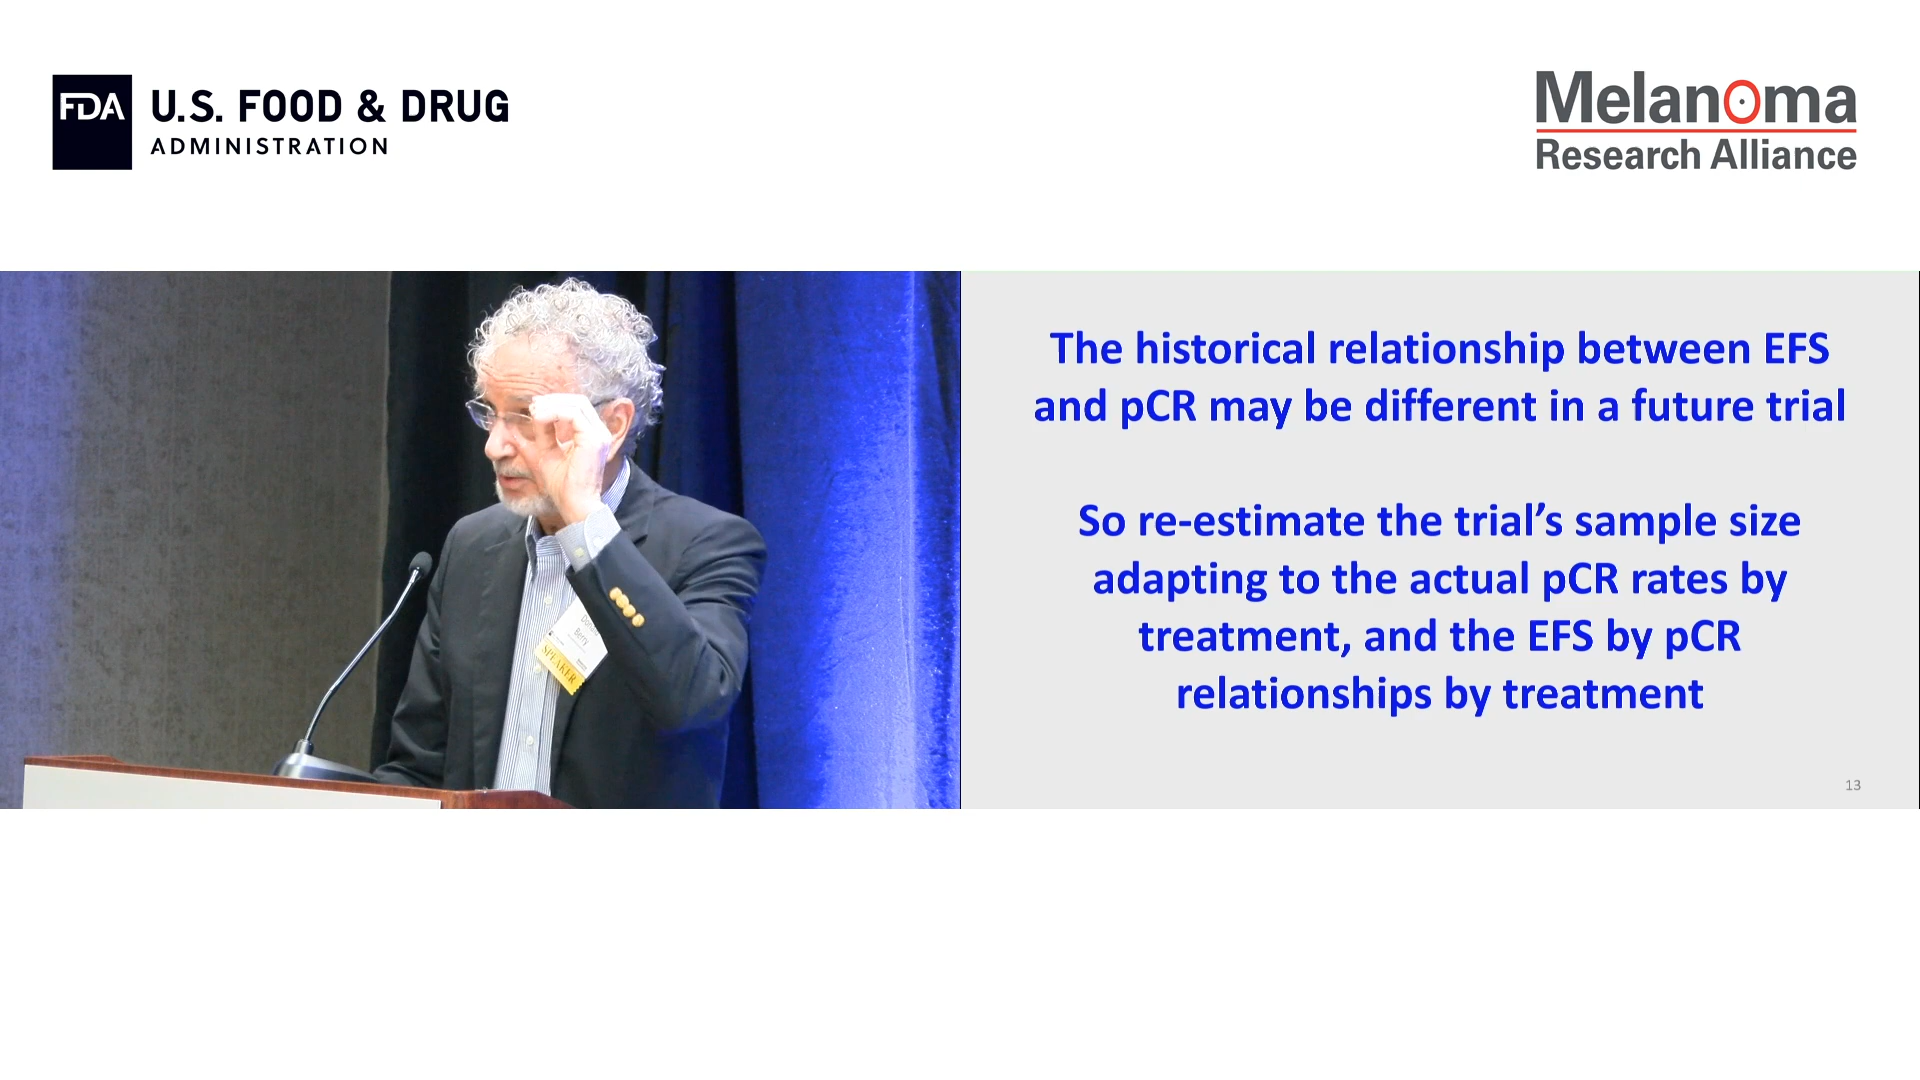 FDA
U.S. FOOD & DRUG
ADMINISTRATION
Melanoma
Research Alliance
The historical relationship between EFS
and pCR may be different in a future trial
So re-estimate the trial’s sample size
adapting to the actual pCR rates by
treatment, and the EFS by pCR
relationships by treatment
13
Berry
SPEAKER